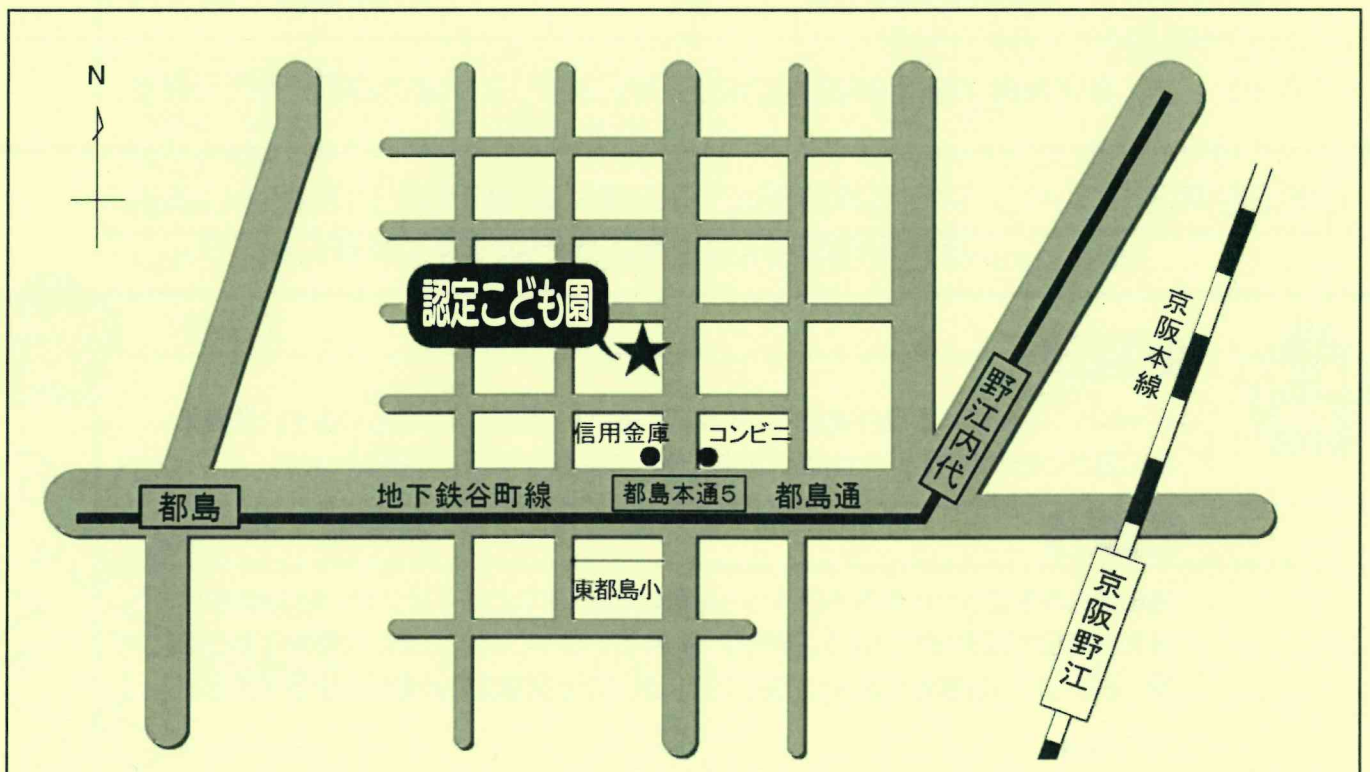 N
認定こども園
京阪本線
野江内代
信用金庫
コンビニ
都島
地下鉄谷町線
都島本通5
都島通
東都島小
京阪野江